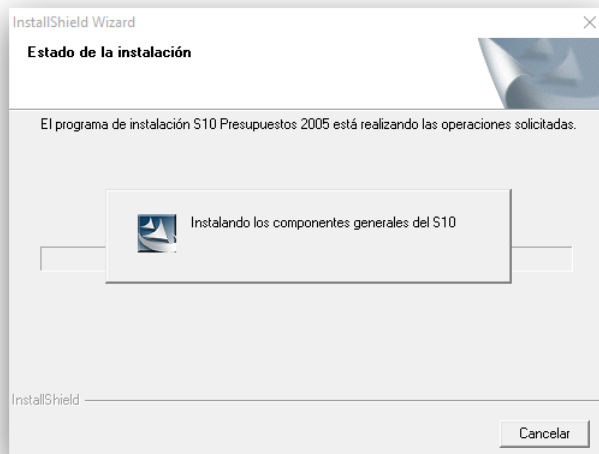 InstallShield Wizard
Estado de la instalación
El programa de instalación S10 Presupuestos 2005 está realizando las operaciones solicitadas.
Instalando los componentes generales del S10
InstallShield
Cancelar